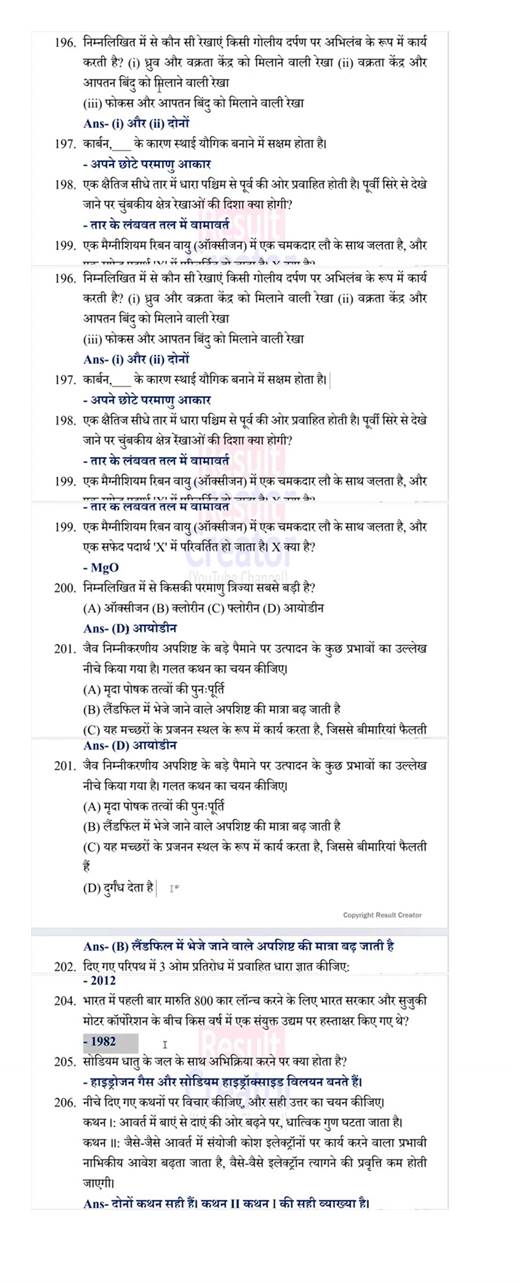 196. निम्नलिखित में से कौन सी रेखाएं किसी गोलीय दर्पण पर अभिलंब के रूप में कार्य
करती है? (i) ध्रुव और वक्रता केंद्र को मिलाने वाली रेखा (ii) वक्रता केंद्र और
आपतन बिंदु को मिलाने वाली रेखा
(iii) फोकस और आपतन बिंदु को मिलाने वाली रेखा
Ans- (i) और (ii) दोनों
197. कार्बन,____ के कारण स्थाई यौगिक बनाने में सक्षम होता है।
- अपने छोटे परमाणु आकार
198. एक क्षैतिज सीधे तार में धारा पश्चिम से पूर्व की ओर प्रवाहित होती है। पूर्वी सिरे से देखे
जाने पर चुंबकीय क्षेत्र रेखाओं की दिशा क्या होगी?
- तार के लंबवत तल में वामावर्त
199. एक मैग्नीशियम रिबन वायु (ऑक्सीजन) में एक चमकदार लौ के साथ जलता है, और
196. निम्नलिखित में से कौन सी रेखाएं किसी गोलीय दर्पण पर अभिलंब के रूप में कार्य
करती है? (i) ध्रुव और वक्रता केंद्र को मिलाने वाली रेखा (ii) वक्रता केंद्र और
आपतन बिंदु को मिलाने वाली रेखा
(iii) फोकस और आपतन बिंदु को मिलाने वाली रेखा
Ans- (i) और (ii) दोनों
197. कार्बन,____ के कारण स्थाई यौगिक बनाने में सक्षम होता है।
- अपने छोटे परमाणु आकार
198. एक क्षैतिज सीधे तार में धारा पश्चिम से पूर्व की ओर प्रवाहित होती है। पूर्वी सिरे से देखे
जाने पर चुंबकीय क्षेत्र रेखाओं की दिशा क्या होगी?
- तार के लंबवत तल में वामावर्त
199. एक मैग्नीशियम रिबन वायु (ऑक्सीजन) में एक चमकदार लौ के साथ जलता है, और
- तार के लंबवत तल में वामावर्त
199. एक मैग्नीशियम रिबन वायु (ऑक्सीजन) में एक चमकदार लौ के साथ जलता है, और
एक सफेद पदार्थ 'X' में परिवर्तित हो जाता है। X क्या है?
- MgO
200. निम्नलिखित में से किसकी परमाणु त्रिज्या सबसे बड़ी है?
(A) ऑक्सीजन (B) क्लोरीन (C) फ्लोरीन (D) आयोडीन
Ans- (D) आयोडीन
201. जैव निम्नीकरणीय अपशिष्ट के बड़े पैमाने पर उत्पादन के कुछ प्रभावों का उल्लेख
नीचे किया गया है। गलत कथन का चयन कीजिए।
(A) मृदा पोषक तत्वों की पुनःपूर्ति
(B) लैंडफिल में भेजे जाने वाले अपशिष्ट की मात्रा बढ़ जाती है
(C) यह मच्छरों के प्रजनन स्थल के रूप में कार्य करता है, जिससे बीमारियां फैलती
Ans- (D) आयोडीन
201. जैव निम्नीकरणीय अपशिष्ट के बड़े पैमाने पर उत्पादन के कुछ प्रभावों का उल्लेख
नीचे किया गया है। गलत कथन का चयन कीजिए।
(A) मृदा पोषक तत्वों की पुनःपूर्ति
(B) लैंडफिल में भेजे जाने वाले अपशिष्ट की मात्रा बढ़ जाती है
(C) यह मच्छरों के प्रजनन स्थल के रूप में कार्य करता है, जिससे बीमारियां फैलती
हैं
(D) दुर्गंध देता है
Copyright Result Creator
Ans- (B) लैंडफिल में भेजे जाने वाले अपशिष्ट की मात्रा बढ़ जाती है
202. दिए गए परिपथ में 3 ओम प्रतिरोध में प्रवाहित धारा ज्ञात कीजिए:
- 2012
204. भारत में पहली बार मारुति 800 कार लॉन्च करने के लिए भारत सरकार और सुजुकी
मोटर कॉर्पोरेशन के बीच किस वर्ष में एक संयुक्त उद्यम पर हस्ताक्षर किए गए थे?
- 1982
205. सोडियम धातु के जल के साथ अभिक्रिया करने पर क्या होता है?
- हाइड्रोजन गैस और सोडियम हाइड्रॉक्साइड विलयन बनते हैं।
206. नीचे दिए गए कथनों पर विचार कीजिए, और सही उत्तर का चयन कीजिए।
कथन I: आवर्त में बाएं से दाएं की ओर बढ़ने पर, धात्विक गुण घटता जाता है।
कथन II: जैसे-जैसे आवर्त में संयोजी कोश इलेक्ट्रॉनों पर कार्य करने वाला प्रभावी
नाभिकीय आवेश बढ़ता जाता है, वैसे-वैसे इलेक्ट्रॉन त्यागने की प्रवृत्ति कम होती
जाएगी।
Ans- दोनों कथन सही हैं। कथन II कथन I की सही व्याख्या है।